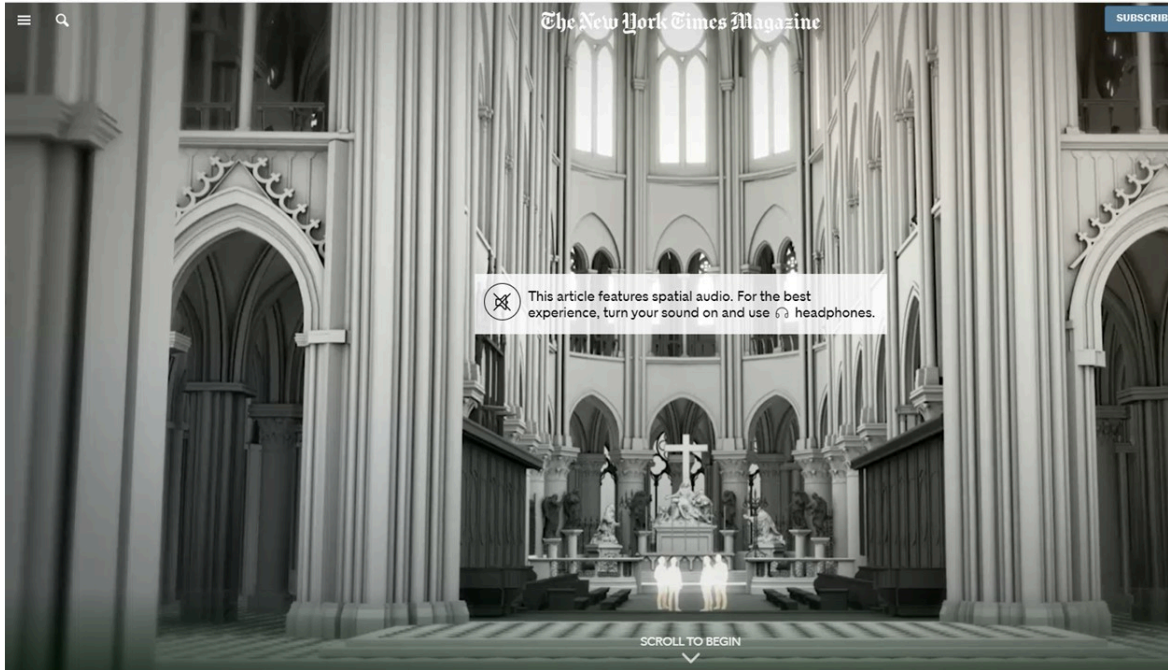 The New York Times Magazine
SUBSCRIB
This article features spatial audio. For the best
experience, turn your sound on and use headphones.
SCROLL TO BEGIN